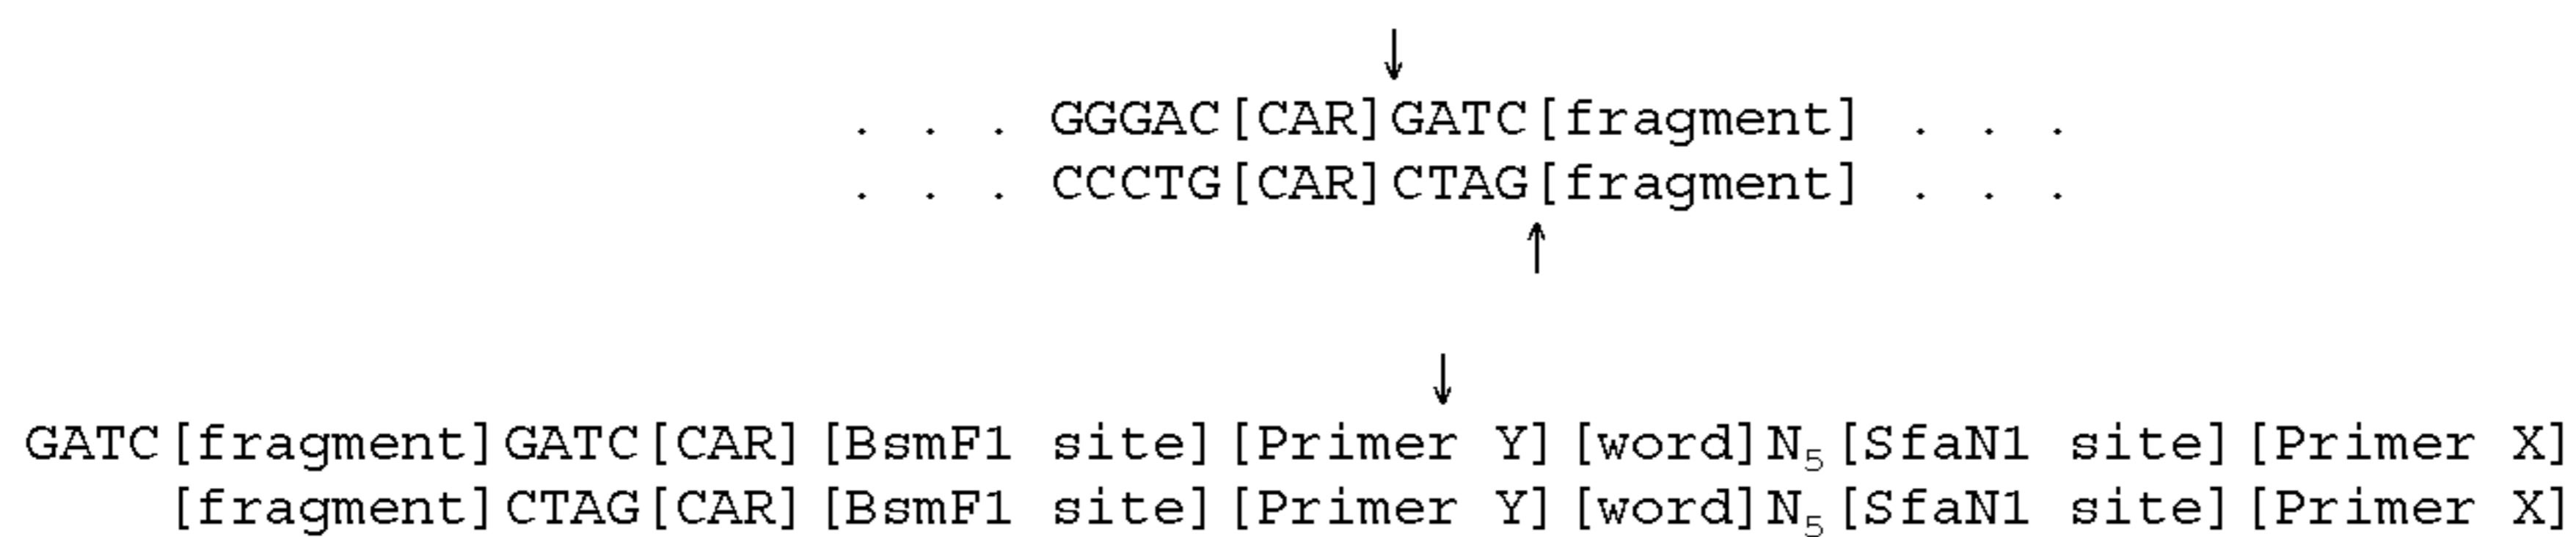 . . . GGGAC[CAR]GATC[fragment] . . .
. . . CCCTG[CAR]CTAG[fragment] . . .
GATC[fragment]GATC[CAR][BsmF1 site][Primer Y][word]N₅[SfaN1 site][Primer X]
[fragment]CTAG[CAR][BsmF1 site][Primer Y][word]N₅[SfaN1 site][Primer X]